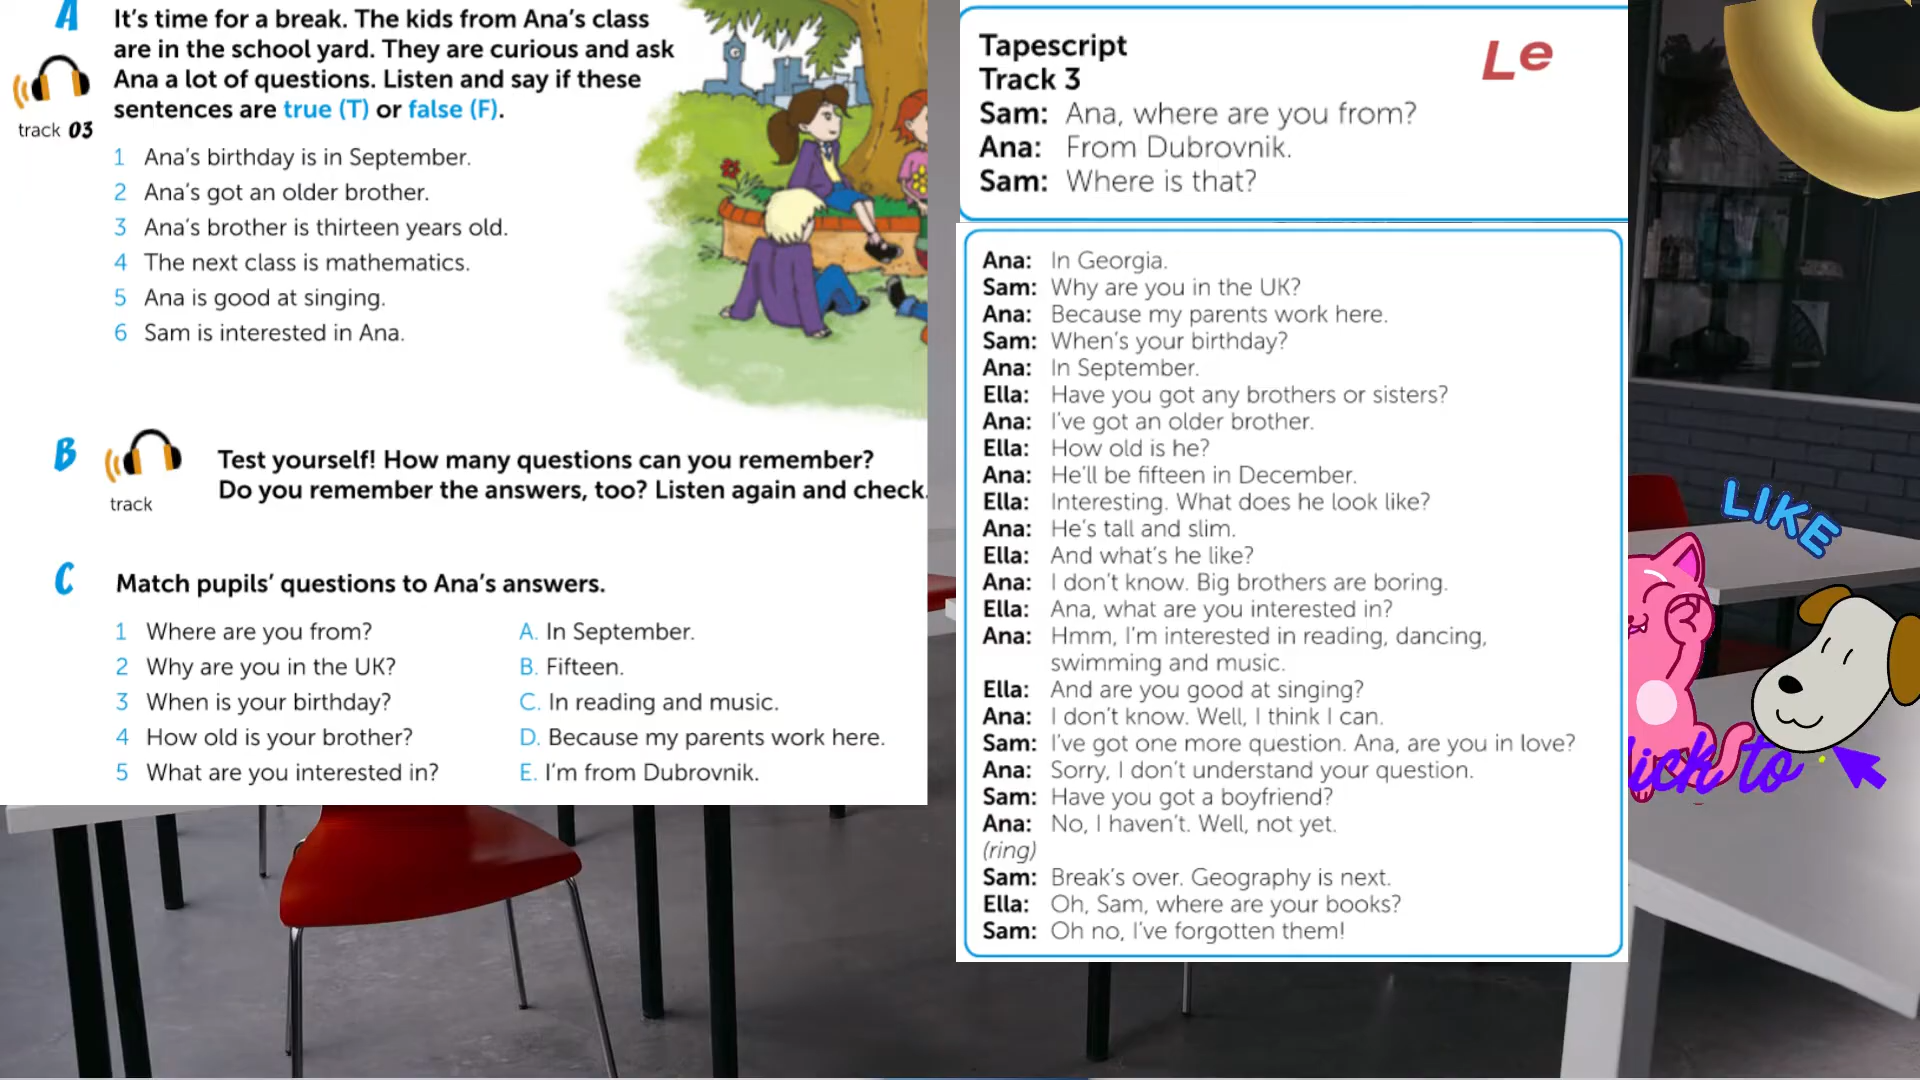 A
It's time for a break. The kids from Ana's class
are in the school yard. They are curious and ask
Ana a lot of questions. Listen and say if these
sentences are true (T) or false (F).
track 03
1 Ana's birthday is in September.
2 Ana's got an older brother.
3 Ana's brother is thirteen years old.
4 The next class is mathematics.
5 Ana is good at singing.
6 Sam is interested in Ana.
B
Test yourself! How many questions can you remember?
Do you remember the answers, too? Listen again and check.
track
C
Match pupils' questions to Ana's answers.
1 Where are you from?
2 Why are you in the UK?
3 When is your birthday?
4 How old is your brother?
5 What are you interested in?
A. In September.
B. Fifteen.
C. In reading and music.
D. Because my parents work here.
E. I'm from Dubrovnik.
Tapescript
Track 3
Le
Sam: Ana, where are you from?
Ana: From Dubrovnik.
Sam: Where is that?
Ana: In Georgia.
Sam: Why are you in the UK?
Ana: Because my parents work here.
Sam: When's your birthday?
Ana: In September.
Ella: Have you got any brothers or sisters?
Ana: I've got an older brother.
Ella: How old is he?
Ana: He'll be fifteen in December.
Ella: Interesting. What does he look like?
Ana: He's tall and slim.
Ella: And what's he like?
Ana: I don't know. Big brothers are boring.
Ella: Ana, what are you interested in?
Ana: Hmm, I'm interested in reading, dancing,
swimming and music.
Ella: And are you good at singing?
Ana: I don't know. Well, I think I can.
Sam: I've got one more question. Ana, are you in love?
Ana: Sorry, I don't understand your question.
Sam: Have you got a boyfriend?
Ana: No, I haven't. Well, not yet.
(ring)
Sam: Break's over. Geography is next.
Ella: Oh, Sam, where are your books?
Sam: Oh no, I've forgotten them!
LIKE
ick to